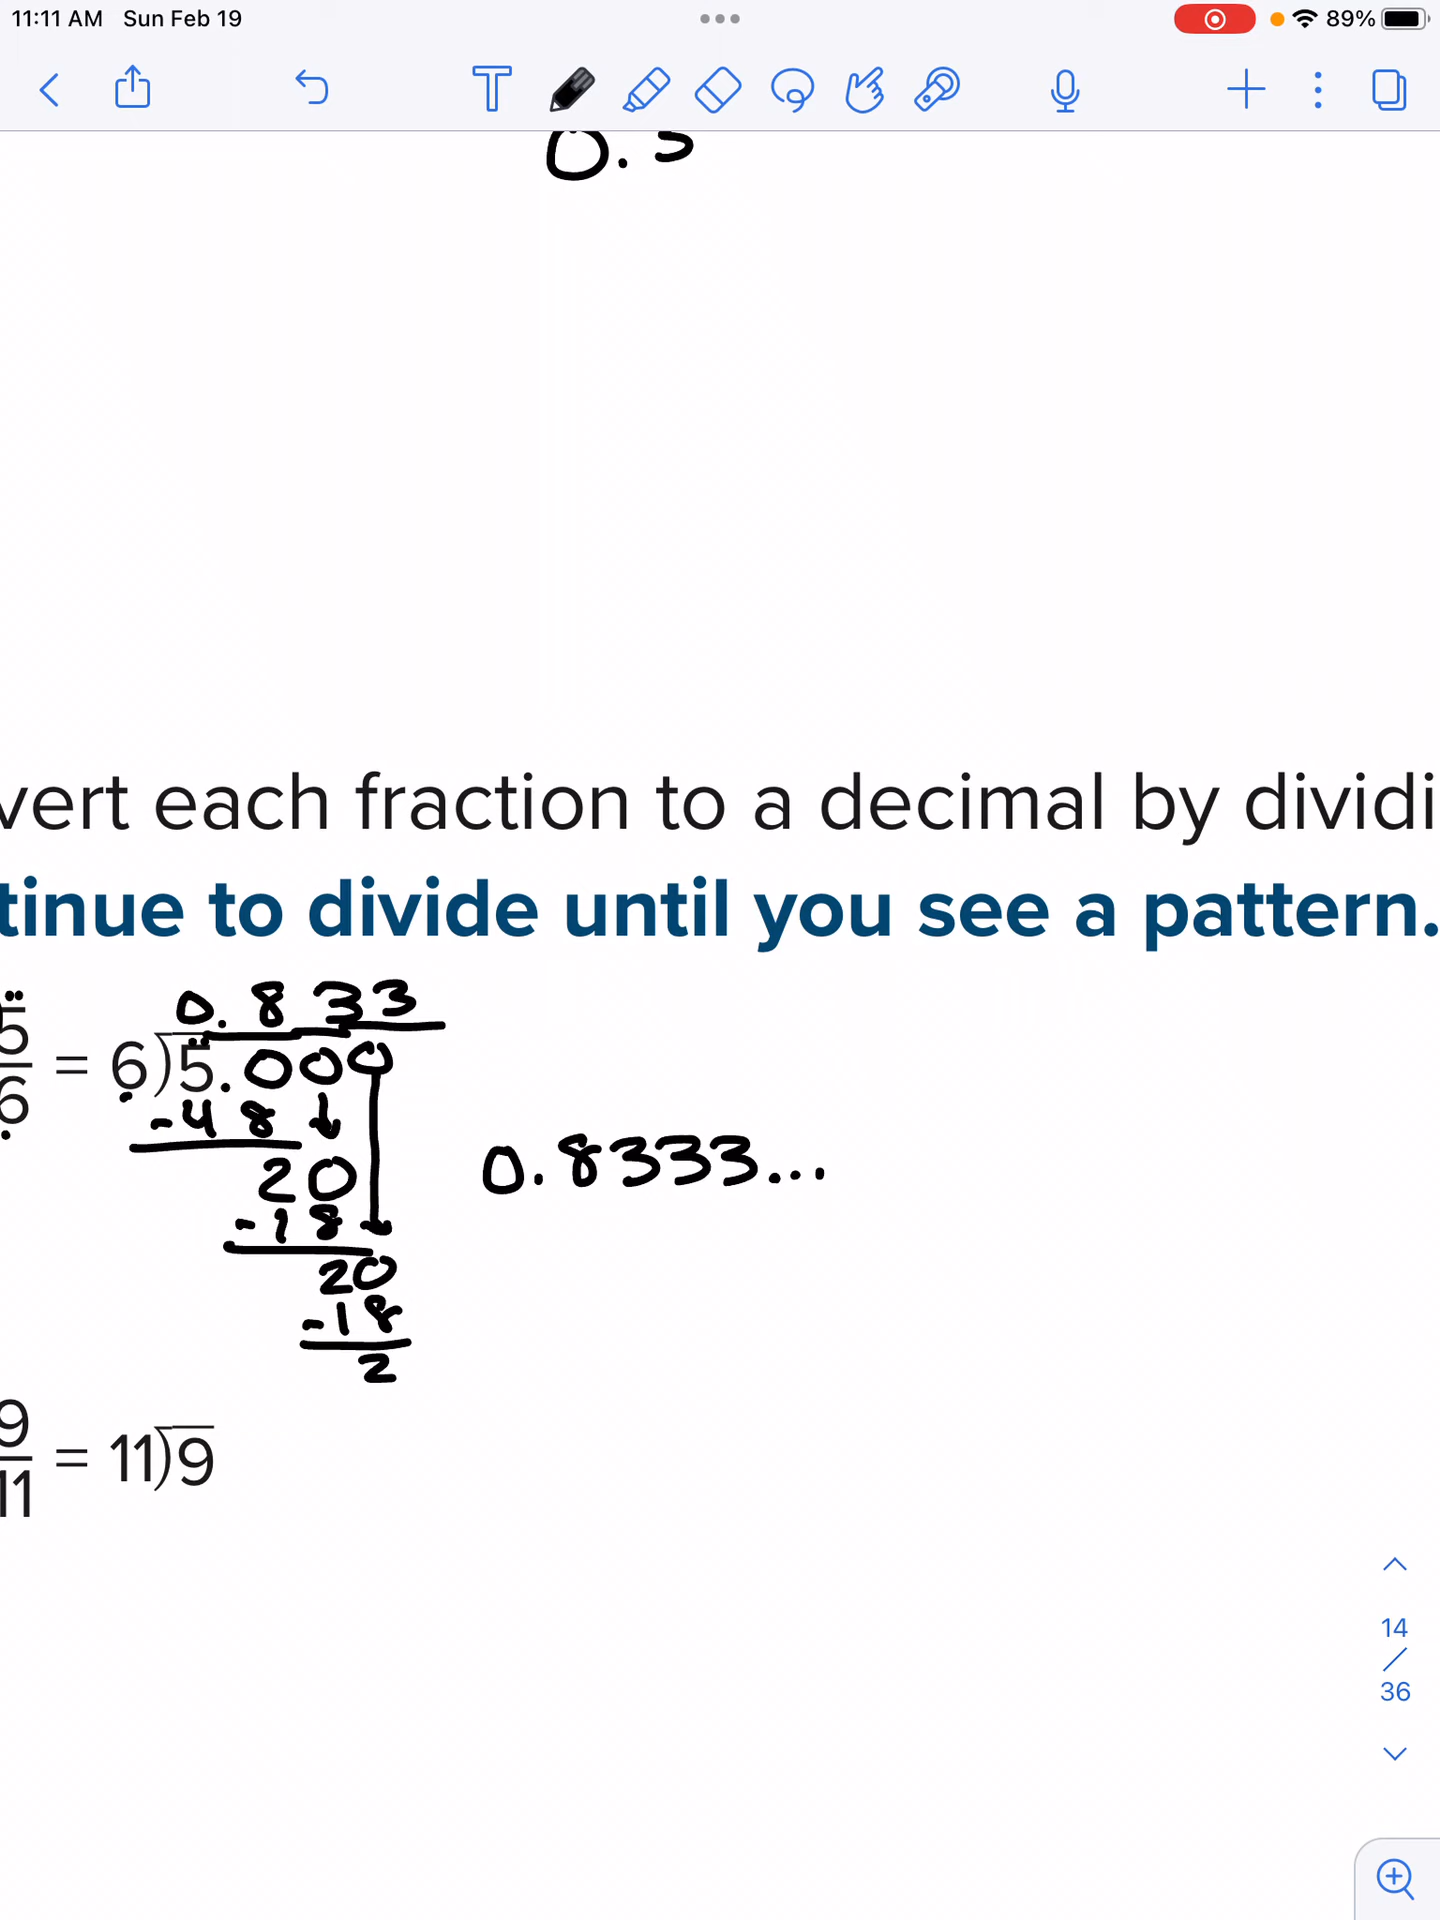 11:11 AM Sun Feb 19
89%
T
0.
vert each fraction to a decimal by dividi
tinue to divide until you see a pattern.
0.833
5/6 = 6)5.000
-48
20
-18
20
-18
2
0.8333...
9/11 = 11)9
14
/
36